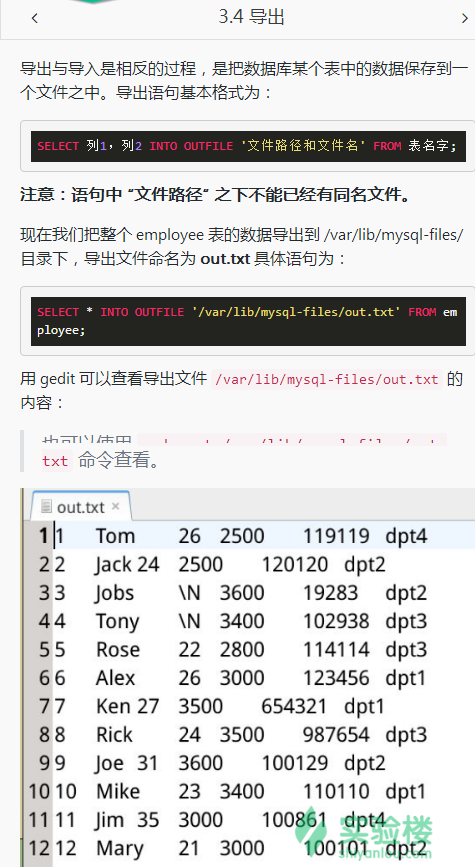 3.4 导出
导出与导入是相反的过程，是把数据库某个表中的数据保存到一
个文件之中。导出语句基本格式为：
SELECT 列1，列2 INTO OUTFILE '文件路径和文件名' FROM 表名字;
注意：语句中 “文件路径” 之下不能已经有同名文件。
现在我们把整个 employee 表的数据导出到 /var/lib/mysql-files/
目录下，导出文件命名为 out.txt 具体语句为：
SELECT * INTO OUTFILE '/var/lib/mysql-files/out.txt' FROM em
ployee;
用 gedit 可以查看导出文件 /var/lib/mysql-files/out.txt 的
内容：
也可以使用
txt 命令查看。
out.txt ×
1 1 Tom 26 2500 119119 dpt4
2 2 Jack 24 2500 120120 dpt2
3 3 Jobs \N 3600 19283 dpt2
4 4 Tony \N 3400 102938 dpt3
5 5 Rose 22 2800 114114 dpt3
6 6 Alex 26 3000 123456 dpt1
7 7 Ken 27 3500 654321 dpt1
8 8 Rick 24 3500 987654 dpt3
9 9 Joe 31 3600 100129 dpt2
10 10 Mike 23 3400 110110 dpt1
11 11 Jim 35 3000 100861 dpt4
12 12 Mary 21 3000 100101 dpt2
实验楼
shiyanlou.com